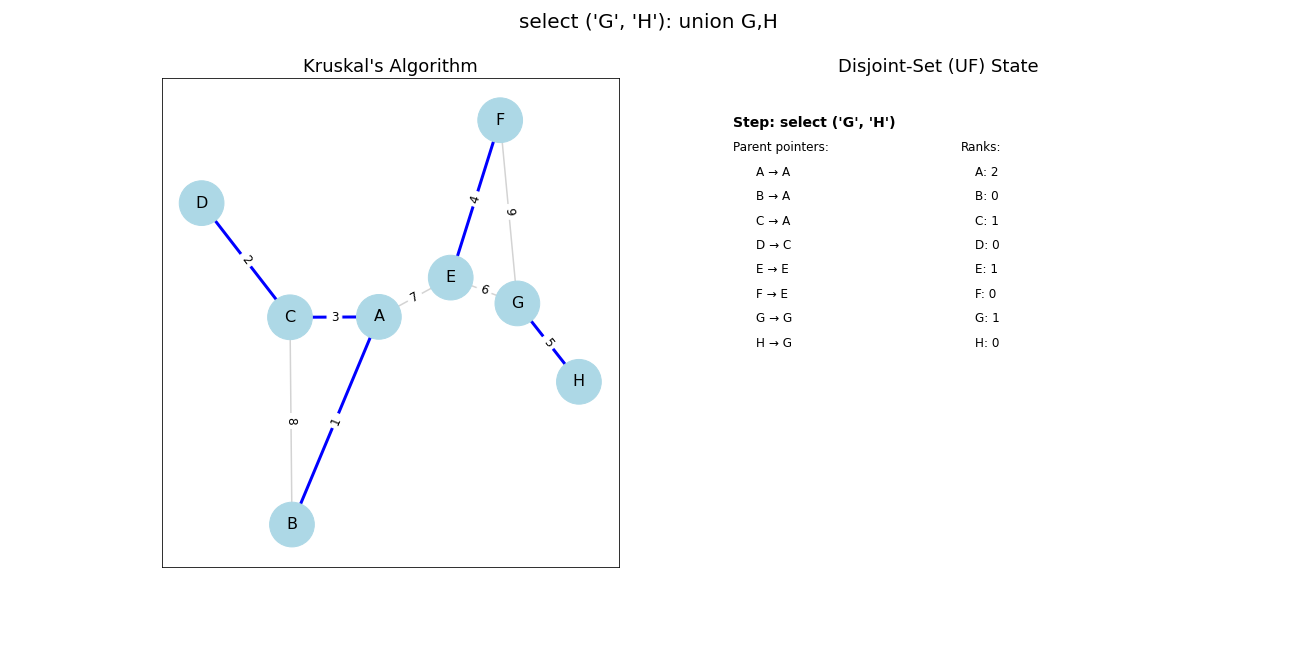 select ('G', 'H'): union G,H
Kruskal's Algorithm
F
D
4
9
2
E
6
7
G
C
3
A
5
H
8
1
B
Disjoint-Set (UF) State
Step: select ('G', 'H')
Parent pointers: Ranks:
A → A A: 2
B → A B: 0
C → A C: 1
D → C D: 0
E → E E: 1
F → E F: 0
G → G G: 1
H → G H: 0